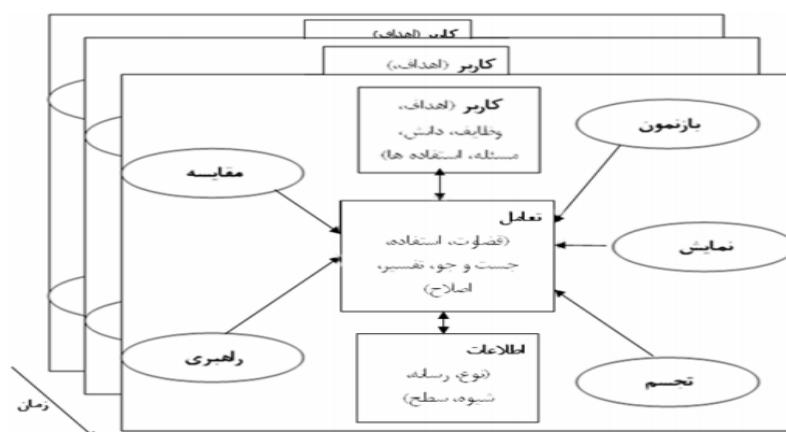 کاربر (اهداف،)
کاربر (اهداف،)
کاربر (اهداف،
وظایف، دانش،
مسئله، استفاده ها)
بازنمون
مقایسه
تعامل
(قضاوت، استفاده،
جست و جو، تفسیر،
اصلاح)
نمایش
راهبری
اطلاعات
(نوع، رسانه،
شیوه، سطح)
تجسم
زمان